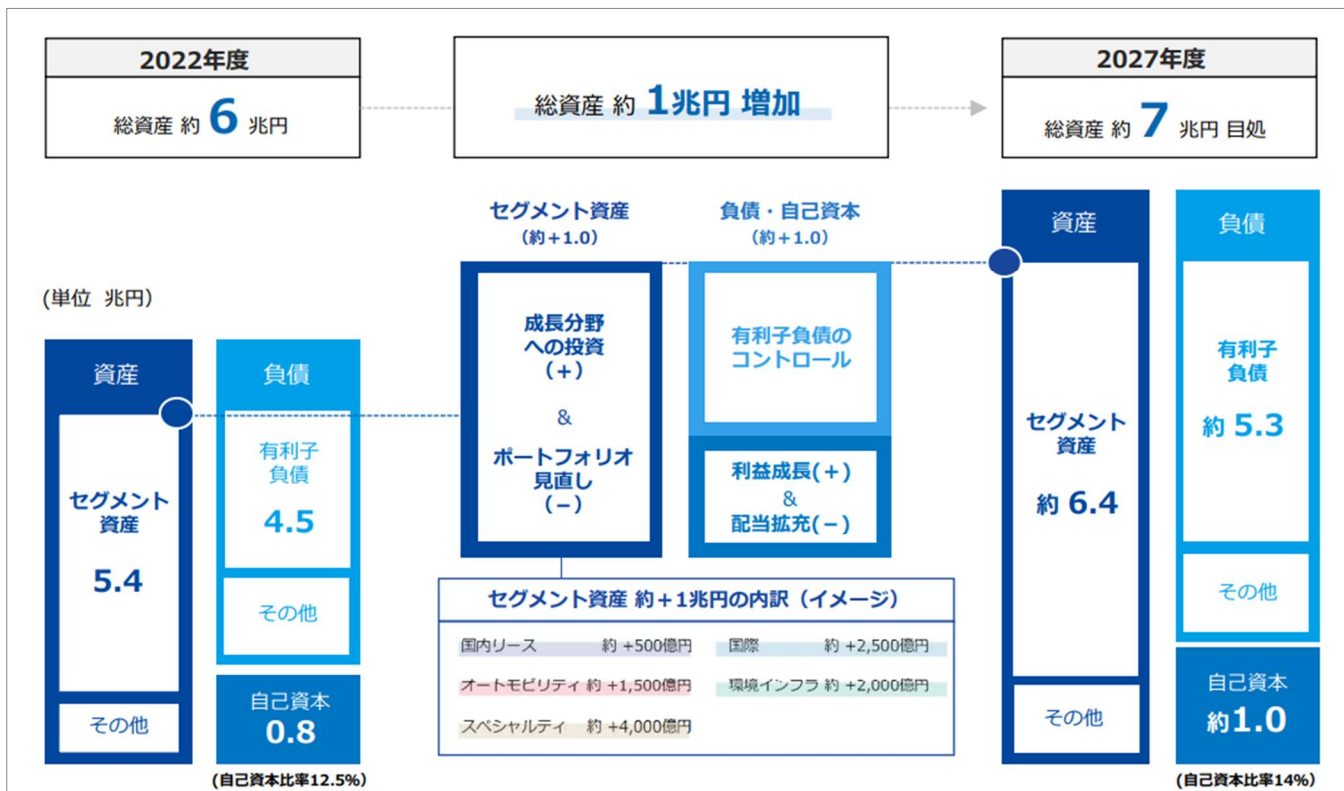 2022年度
総資産 約 6 兆円
総資産 約 1兆円 増加
2027年度
総資産 約 7 兆円 目処
(単位 兆円)
資産
セグメント
資産
5.4
その他
負債
有利子
負債
4.5
その他
自己資本
0.8
(自己資本比率12.5%)
セグメント資産
(約+1.0)
成長分野
への投資
(+)
&
ポートフォリオ
見直し
(-)
負債・自己資本
(約+1.0)
有利子負債の
コントロール
利益成長(+)
&
配当拡充(-)
セグメント資産 約+1兆円の内訳(イメージ)
国内リース 約 +500億円 国際 約 +2,500億円
オートモビリティ 約 +1,500億円 環境インフラ 約 +2,000億円
スペシャルティ 約 +4,000億円
資産
セグメント
資産
約 6.4
その他
負債
有利子
負債
約 5.3
その他
自己資本
約1.0
(自己資本比率14%)